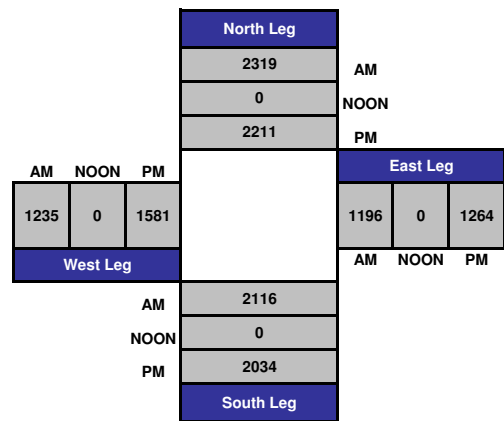 North Leg
2319 AM
0 NOON
2211 PM
AM NOON PM East Leg
1235 0 1581 1196 0 1264
West Leg AM NOON PM
AM 2116
NOON 0
PM 2034
South Leg